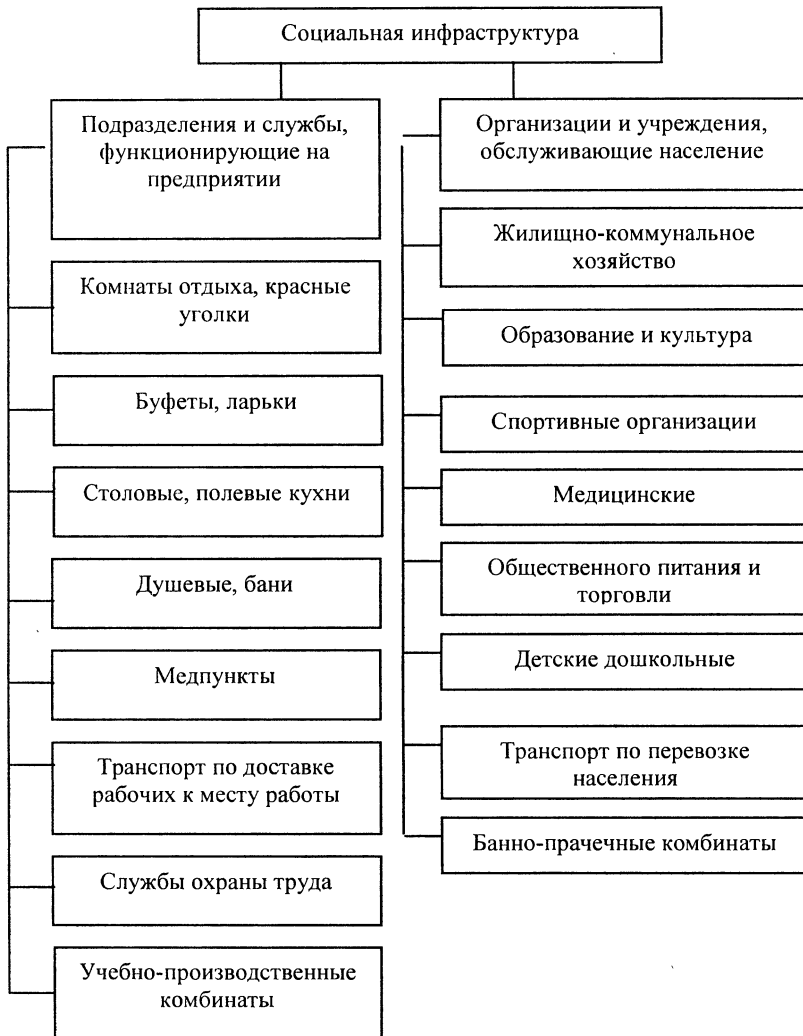 Социальная инфраструктура
Подразделения и службы,
функционирующие на
предприятии
Комнаты отдыха, красные
уголки
Буфеты, ларьки
Столовые, полевые кухни
Душевые, бани
Медпункты
Транспорт по доставке
рабочих к месту работы
Службы охраны труда
Учебно-производственные
комбинаты
Организации и учреждения,
обслуживающие население
Жилищно-коммунальное
хозяйство
Образование и культура
Спортивные организации
Медицинские
Общественного питания и
торговли
Детские дошкольные
Транспорт по перевозке
населения
Банно-прачечные комбинаты